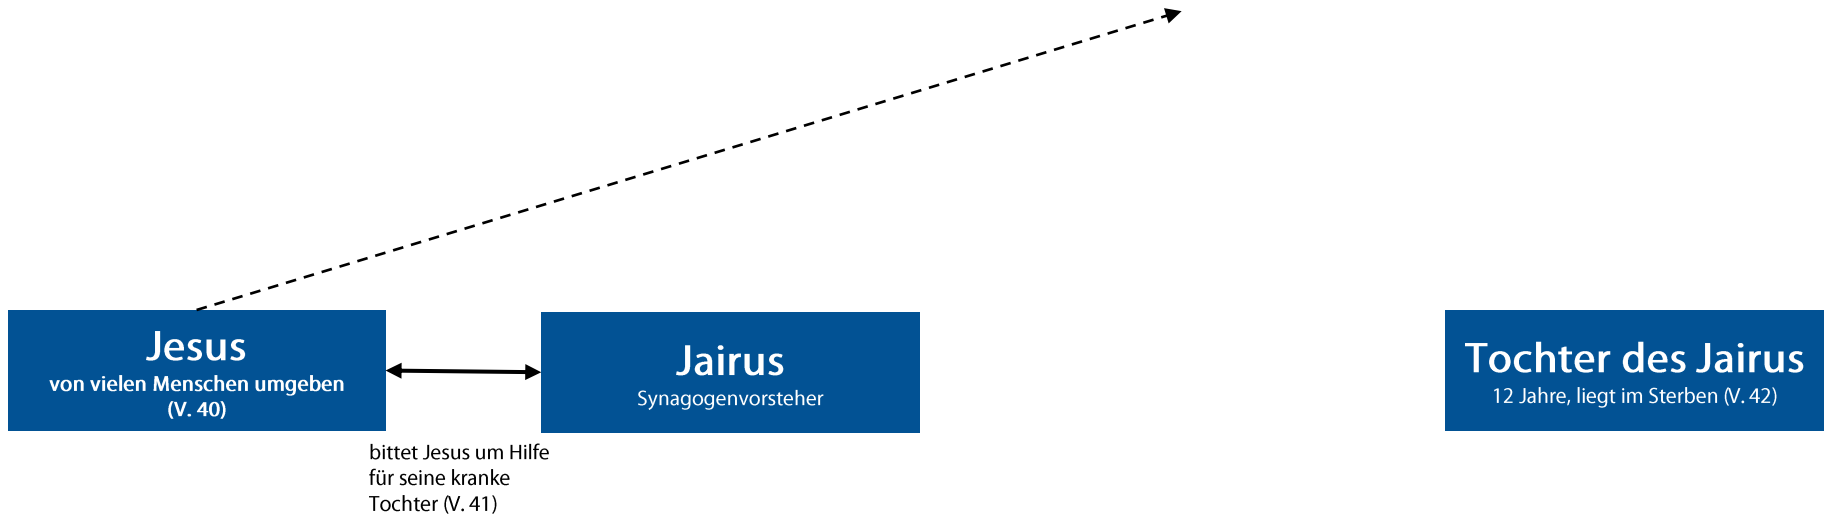 Jesus
von vielen Menschen umgeben
(V. 40)
Jairus
Synagogenvorsteher
Tochter des Jairus
12 Jahre, liegt im Sterben (V. 42)
bittet Jesus um Hilfe
für seine kranke
Tochter (V. 41)